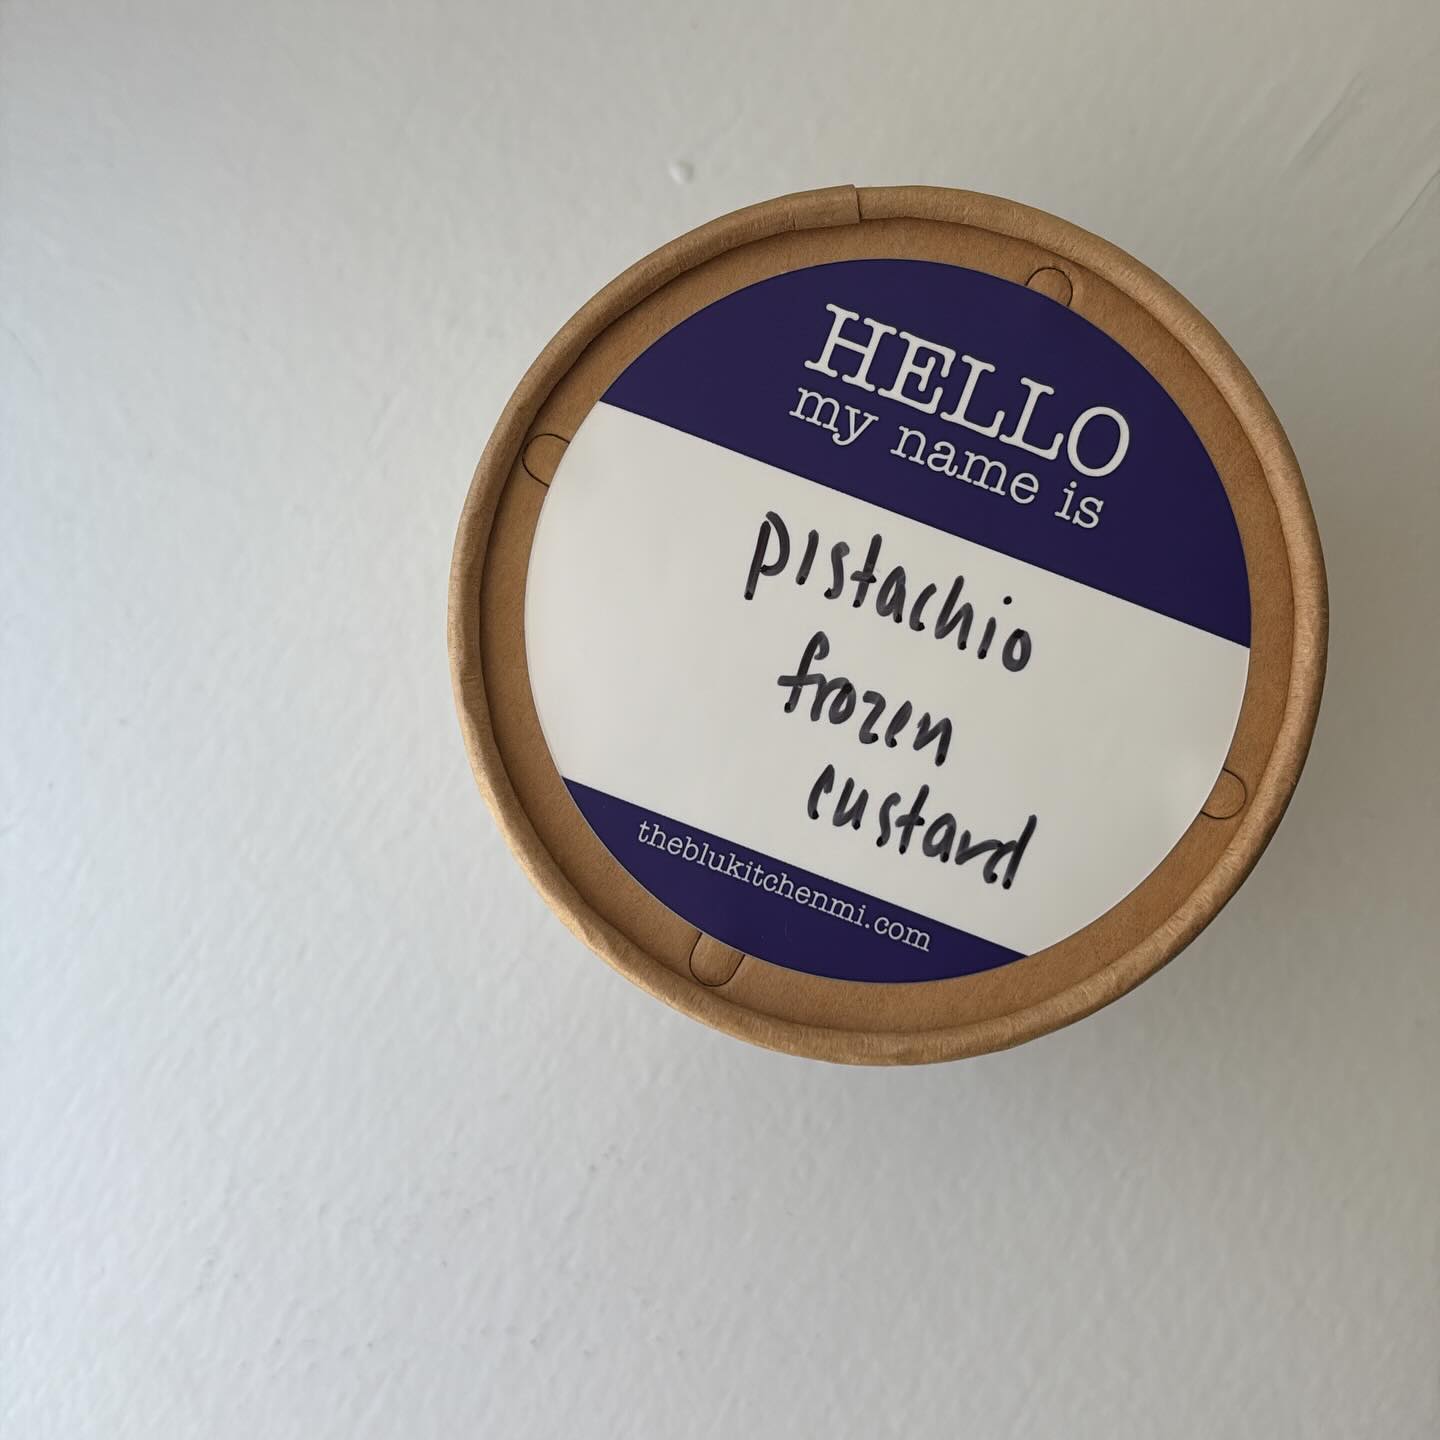 HELLO
my name is
pistachio
frozen
custard
theblukitchenmi.com